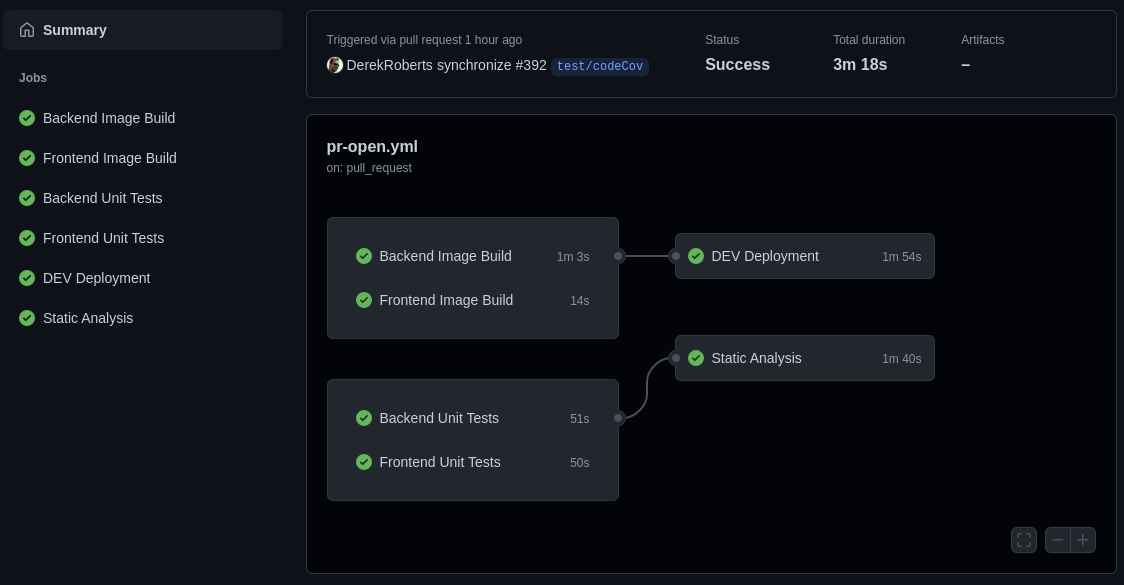 Summary
Jobs
Backend Image Build
Frontend Image Build
Backend Unit Tests
Frontend Unit Tests
DEV Deployment
Static Analysis
Triggered via pull request 1 hour ago
DerekRoberts synchronize #392 test/codeCov
Status
Success
Total duration
3m 18s
Artifacts
–
pr-open.yml
on: pull_request
Backend Image Build 1m 3s
Frontend Image Build 14s
DEV Deployment 1m 54s
Static Analysis 1m 40s
Backend Unit Tests 51s
Frontend Unit Tests 50s